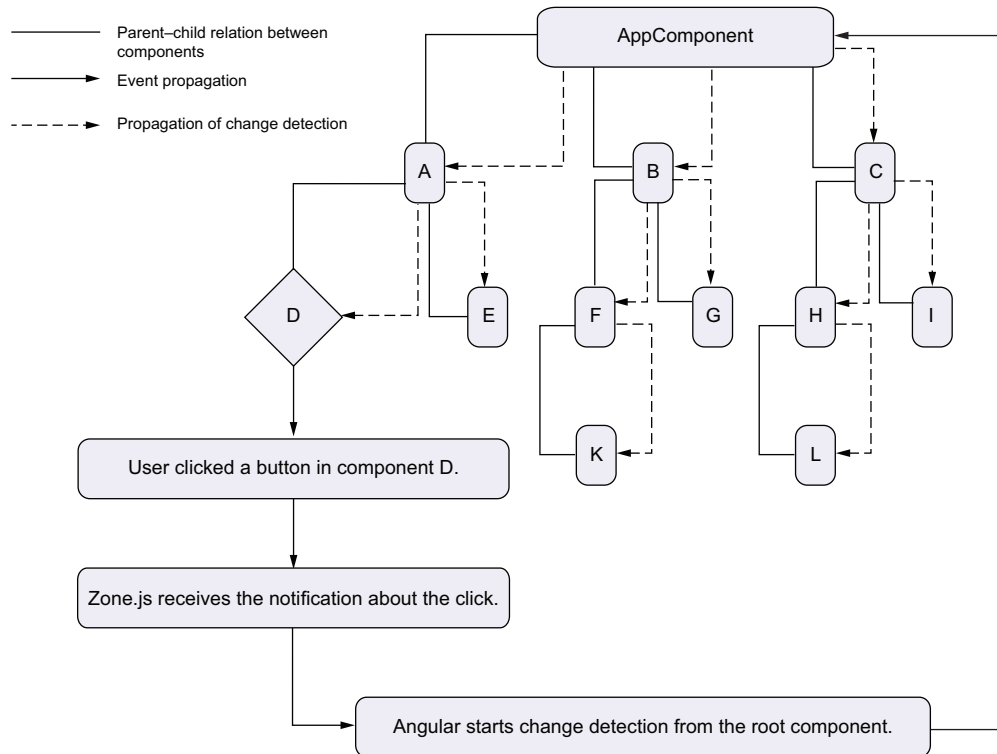 Parent–child relation between
components
Event propagation
Propagation of change detection
AppComponent
A
B
C
D
E
F
G
H
I
K
L
User clicked a button in component D.
Zone.js receives the notification about the click.
Angular starts change detection from the root component.